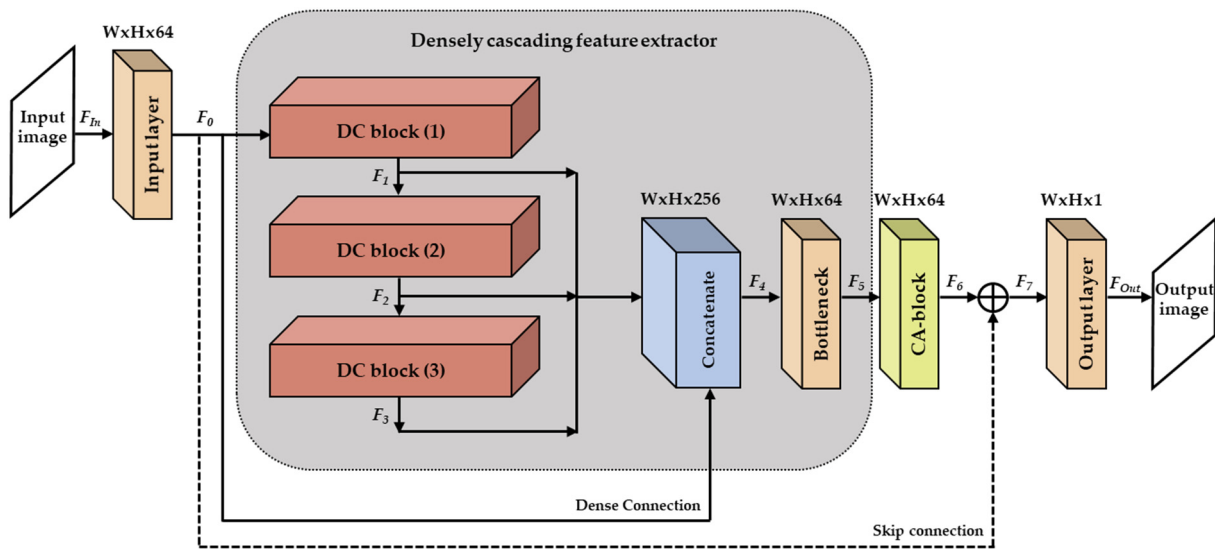 WxHx64
Densely cascading feature extractor
Input
image
F_In
Input layer
F_0
DC block (1)
F_1
DC block (2)
F_2
DC block (3)
F_3
WxHx256
Concatenate
F_4
WxHx64
Bottleneck
F_5
WxHx64
CA-block
F_6
F_7
WxHx1
Output layer
F_Out
Output
image
Dense Connection
Skip connection